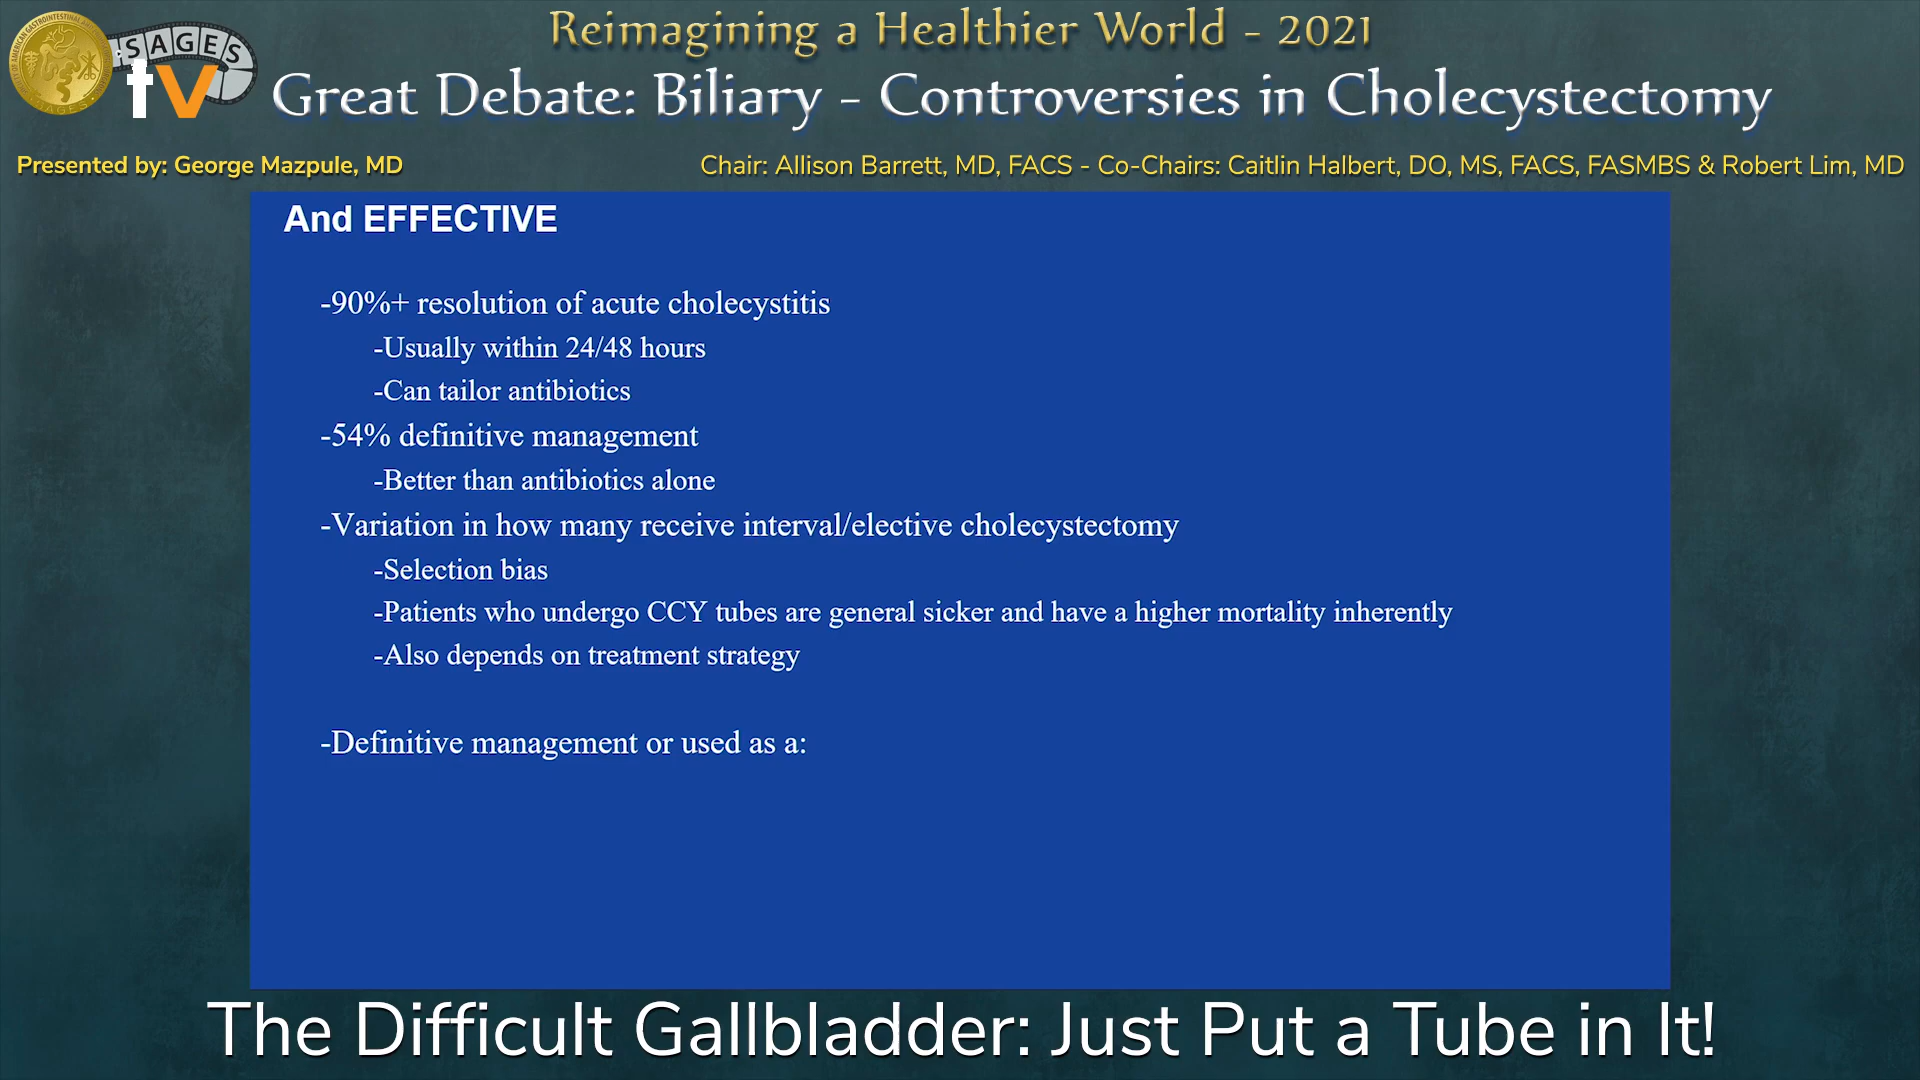 SAGES
tv
Reimagining a Healthier World - 2021
Great Debate: Biliary - Controversies in Cholecystectomy
Presented by: George Mazpule, MD
Chair: Allison Barrett, MD, FACS - Co-Chairs: Caitlin Halbert, DO, MS, FACS, FASMBS & Robert Lim, MD
And EFFECTIVE
-90%+ resolution of acute cholecystitis
-Usually within 24/48 hours
-Can tailor antibiotics
-54% definitive management
-Better than antibiotics alone
-Variation in how many receive interval/elective cholecystectomy
-Selection bias
-Patients who undergo CCY tubes are general sicker and have a higher mortality inherently
-Also depends on treatment strategy
-Definitive management or used as a:
The Difficult Gallbladder: Just Put a Tube in It!